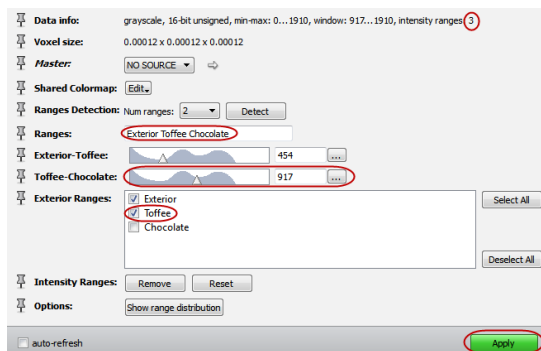 Data info: grayscale, 16-bit unsigned, min-max: 0...1910, window: 917...1910, intensity ranges 3
Voxel size: 0.00012 x 0.00012 x 0.00012
Master: NO SOURCE
Shared Colormap: Edit
Ranges Detection: Num ranges: 2 Detect
Ranges: Exterior Toffee Chocolate
Exterior-Toffee: 454 ...
Toffee-Chocolate: 917 ...
Exterior Ranges: Exterior Select All
Toffee
Chocolate
Deselect All
Intensity Ranges: Remove Reset
Options: Show range distribution
auto-refresh Apply